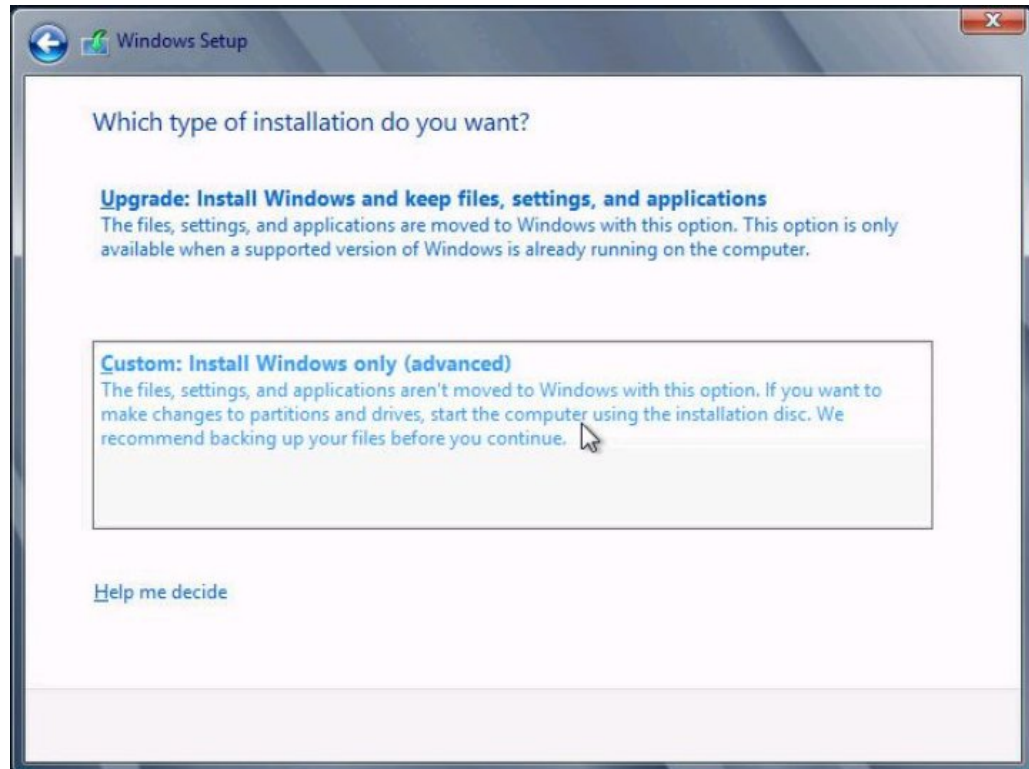 Windows Setup
Which type of installation do you want?
Upgrade: Install Windows and keep files, settings, and applications
The files, settings, and applications are moved to Windows with this option. This option is only
available when a supported version of Windows is already running on the computer.
Custom: Install Windows only (advanced)
The files, settings, and applications aren't moved to Windows with this option. If you want to
make changes to partitions and drives, start the computer using the installation disc. We
recommend backing up your files before you continue.
Help me decide